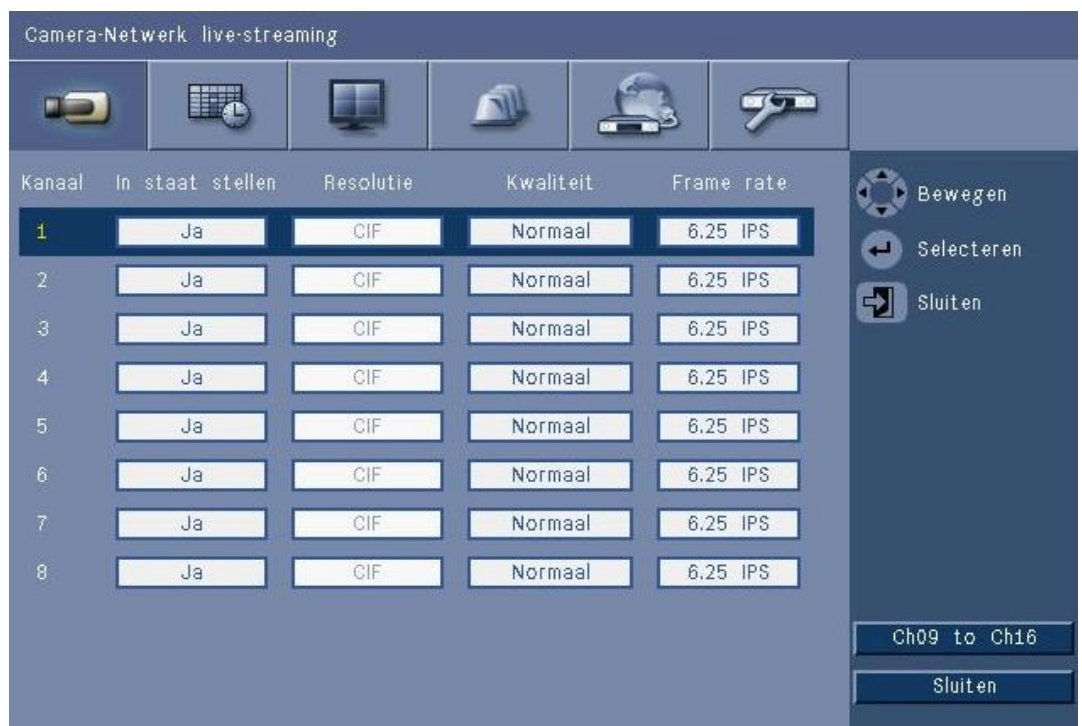 Camera-Netwerk live-streaming
Kanaal In staat stellen Resolutie Kwaliteit Frame rate
1 Ja CIF Normaal 6.25 IPS
2 Ja CIF Normaal 6.25 IPS
3 Ja CIF Normaal 6.25 IPS
4 Ja CIF Normaal 6.25 IPS
5 Ja CIF Normaal 6.25 IPS
6 Ja CIF Normaal 6.25 IPS
7 Ja CIF Normaal 6.25 IPS
8 Ja CIF Normaal 6.25 IPS
Bewegen
Selecteren
Sluiten
Ch09 to Ch16
Sluiten